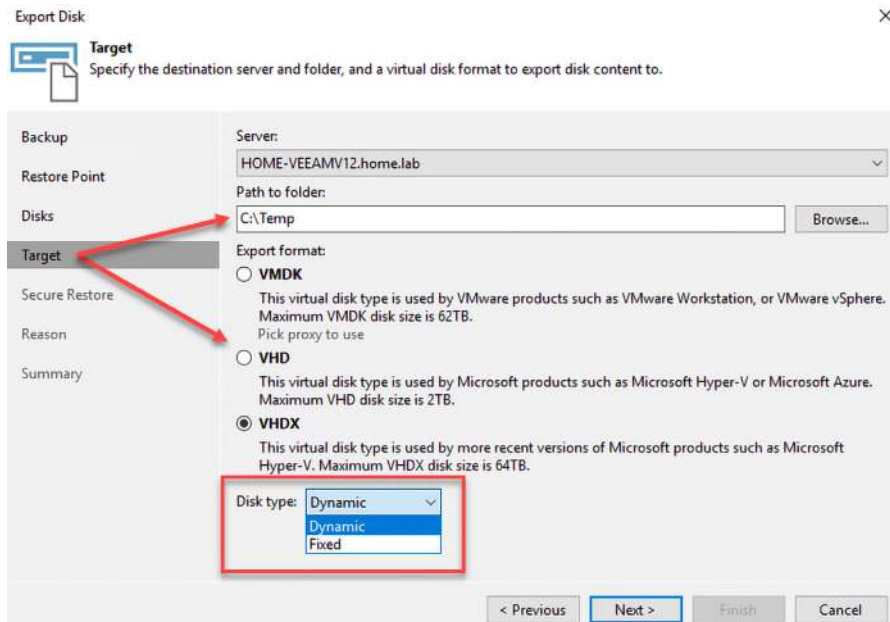 Export Disk
Target
Specify the destination server and folder, and a virtual disk format to export disk content to.
Backup
Restore Point
Disks
Target
Secure Restore
Reason
Summary
Server:
HOME-VEEAMV12.home.lab
Path to folder:
C:\Temp
Browse...
Export format:
VMDK
This virtual disk type is used by VMware products such as VMware Workstation, or VMware vSphere.
Maximum VMDK disk size is 62TB.
Pick proxy to use
VHD
This virtual disk type is used by Microsoft products such as Microsoft Hyper-V or Microsoft Azure.
Maximum VHD disk size is 2TB.
VHDX
This virtual disk type is used by more recent versions of Microsoft products such as Microsoft
Hyper-V. Maximum VHDX disk size is 64TB.
Disk type: Dynamic
Dynamic
Fixed
< Previous
Next >
Finish
Cancel